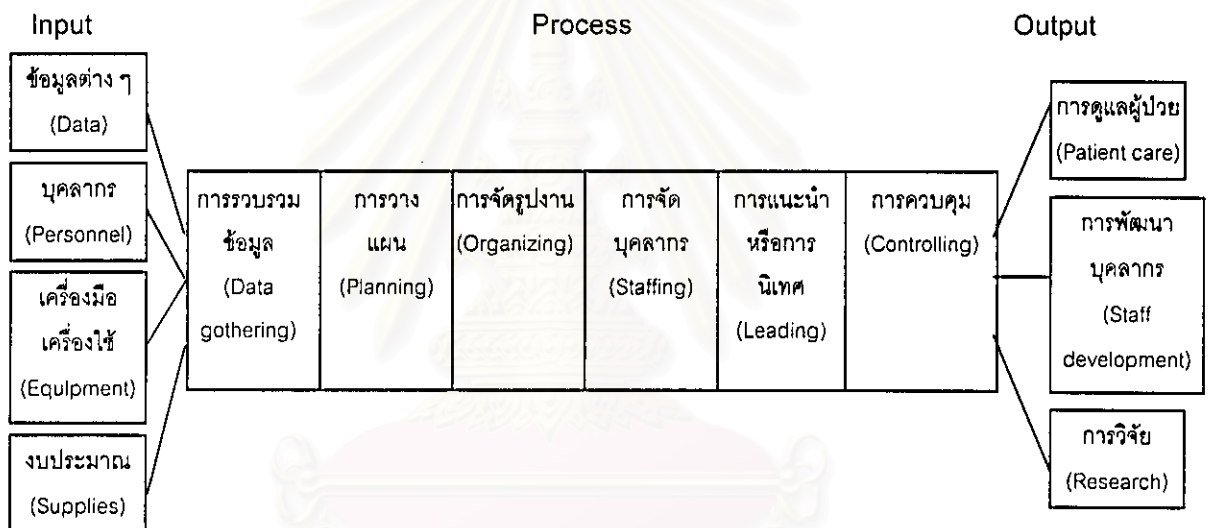 Input
Process
Output
ข้อมูลต่าง ๆ
(Data)
บุคลากร
(Personnel)
เครื่องมือ
เครื่องใช้
(Equlpment)
งบประมาณ
(Supplies)
การรวบรวม
ข้อมูล
(Data
gothering)
การวาง
แผน
(Planning)
การจัดรูปงาน
(Organizing)
การจัด
บุคลากร
(Staffing)
การแนะนำ
หรือการ
นิเทศ
(Leading)
การควบคุม
(Controlling)
การดูแลผู้ป่วย
(Patient care)
การพัฒนา
บุคลากร
(Staff
development)
การวิจัย
(Research)